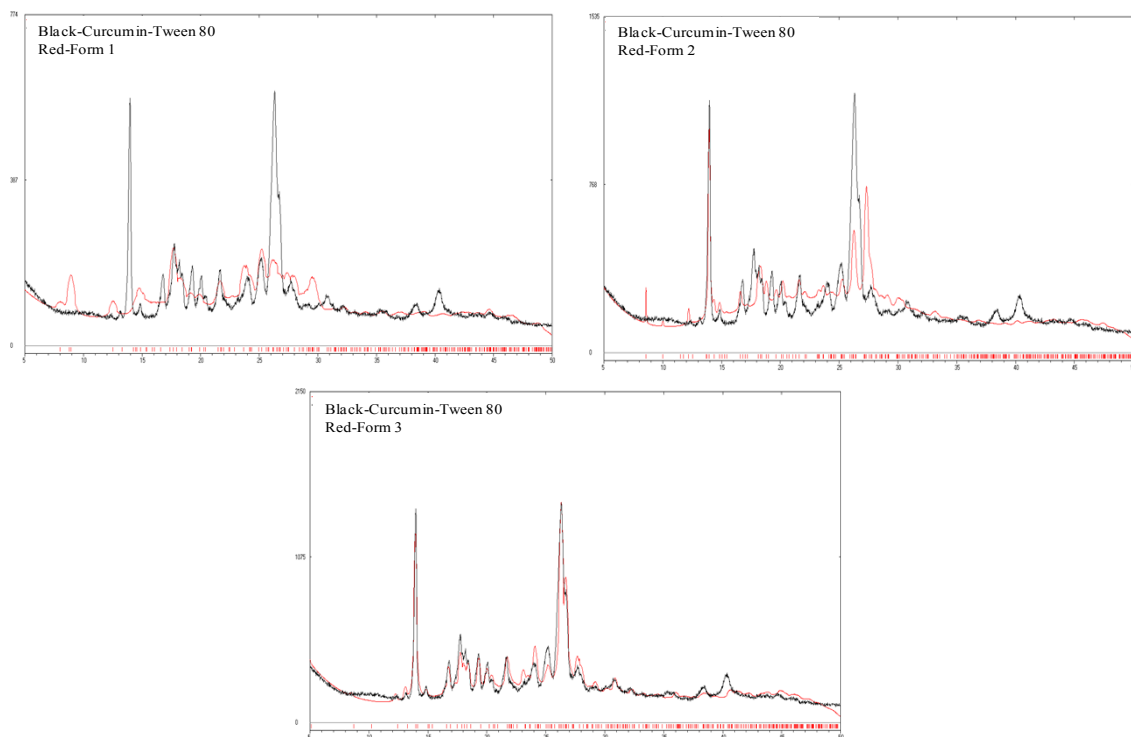 774
Black-Curcumin-Tween 80
Red-Form 1
387
0
5 10 15 20 25 30 35 40 45 50
1535
Black-Curcumin-Tween 80
Red-Form 2
768
0
5 10 15 20 25 30 35 40 45
2150
Black-Curcumin-Tween 80
Red-Form 3
1075
0